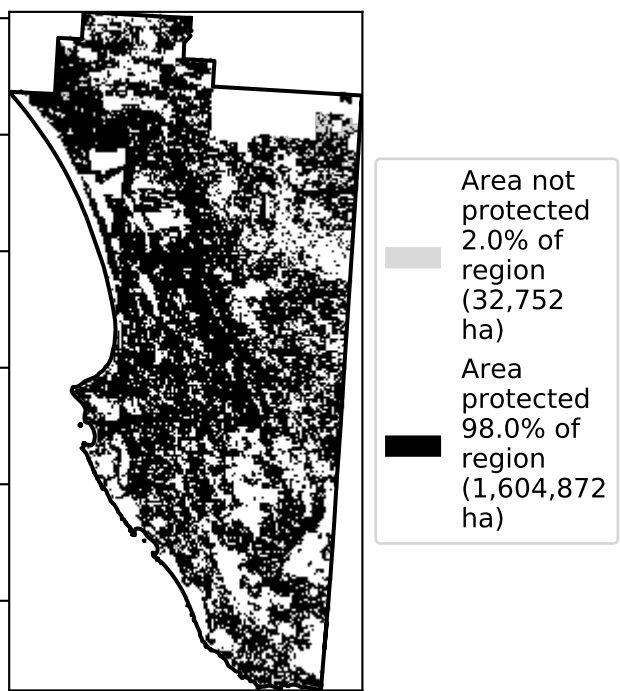 Area not
protected
2.0% of
region
(32,752
ha)
Area
protected
98.0% of
region
(1,604,872
ha)